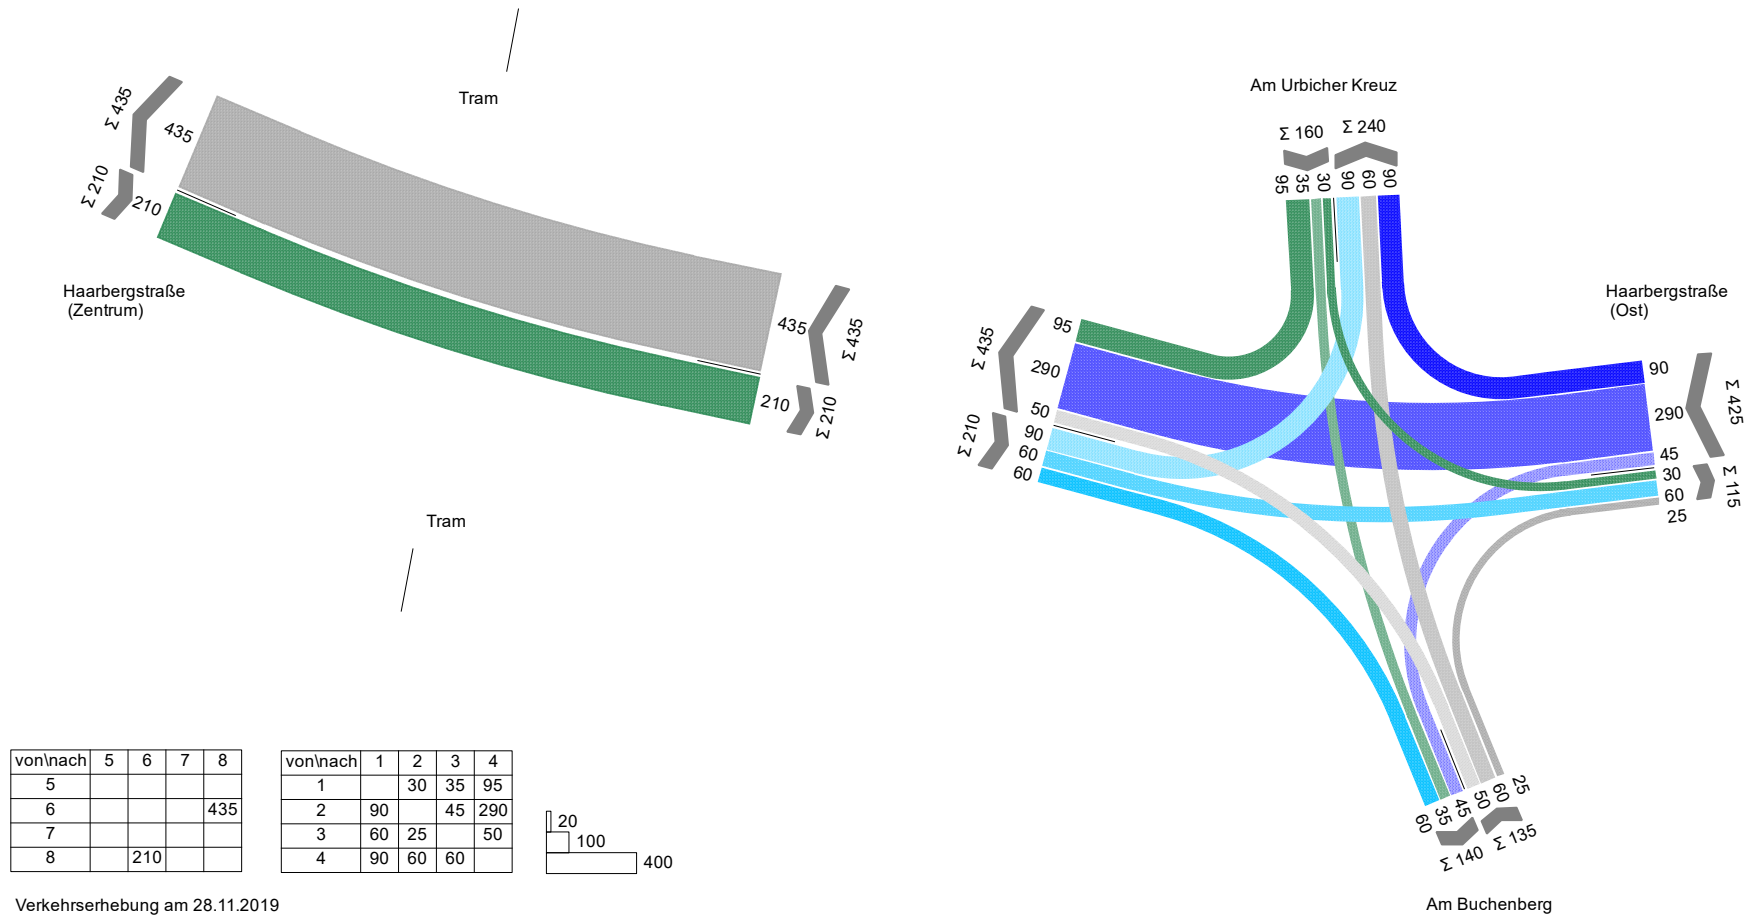 Tram
Σ 435
435
Σ 210
210
Haarbergstraße
(Zentrum)
435
Σ 435
210
Σ 210
Tram
Am Urbicher Kreuz
Σ 160
Σ 240
95
35
30
90
60
90
Haarbergstraße
(Ost)
Σ 435
95
290
50
Σ 210
90
60
60
90
290
45
Σ 425
30
60
25
Σ 115
60
35
45
50
60
25
Σ 140
Σ 135
Am Buchenberg
von\nach 5 6 7 8
5
6 435
7
8 210
von\nach 1 2 3 4
1 30 35 95
2 90 45 290
3 60 25 50
4 90 60 60
20
100
400
Verkehrserhebung am 28.11.2019